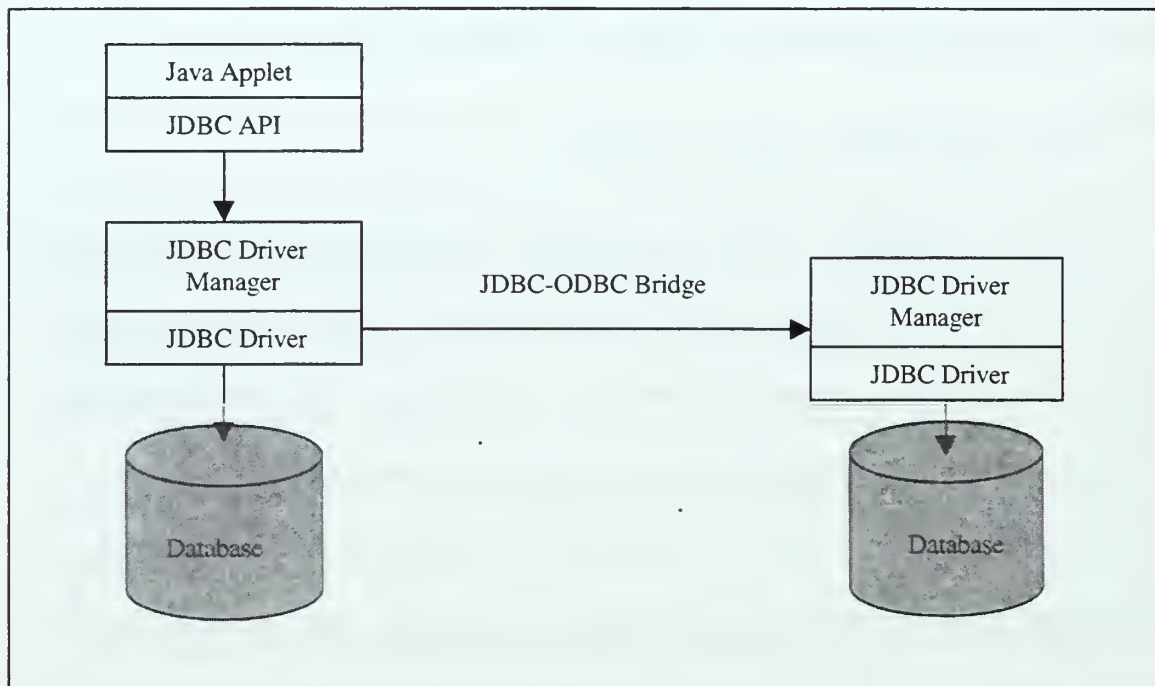 Java Applet
JDBC API
JDBC Driver
Manager
JDBC Driver
JDBC-ODBC Bridge
JDBC Driver
Manager
JDBC Driver
Database
Database